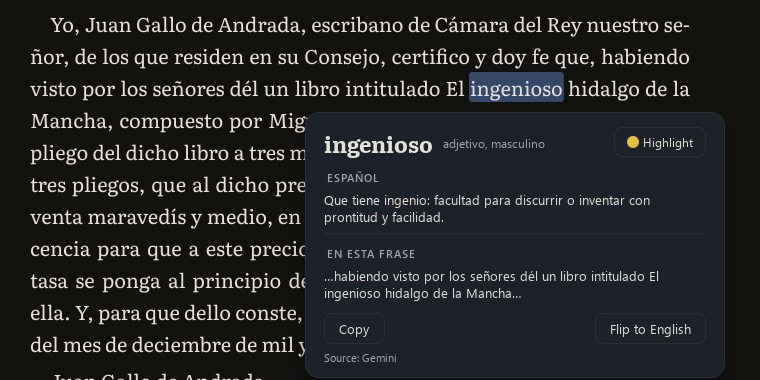 Yo, Juan Gallo de Andrada, escribano de Cámara del Rey nuestro se-
ñor, de los que residen en su Consejo, certifico y doy fe que, habiendo
visto por los señores dél un libro intitulado El ingenioso hidalgo de la
Mancha, compuesto por
pliego del dicho libro a tres
tres pliegos, que al dicho
venta maravedís y medio, en
cencia para que a este
tasa se ponga al principio
ella. Y, para que dello conste,
del mes de deciembre de mil y
Juan Gallo de Andrada
ingenioso adjetivo, masculino
Highlight
ESPAÑOL
Que tiene ingenio: facultad para discurrir o inventar con
prontitud y facilidad.
EN ESTA FRASE
…habiendo visto por los señores dél un libro intitulado El
ingenioso hidalgo de la Mancha…
Copy
Flip to English
Source: Gemini